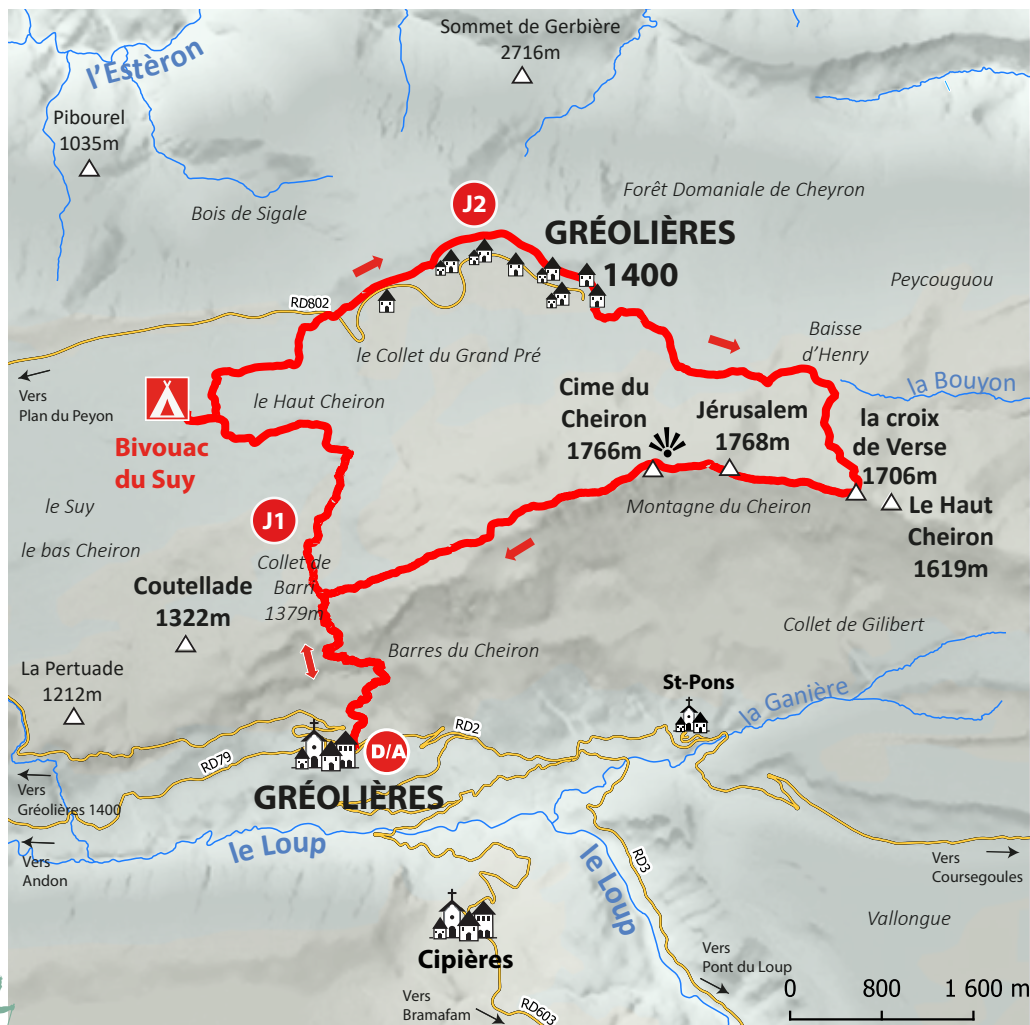 Sommet de Gerbière
2716m
l'Estèron
Pibourel
1035m
Bois de Sigale
J2
Forêt Domaniale de Cheyron
GRÉOLIÈRES
1400
Peycouguou
RD802
le Collet du Grand Pré
Baisse
d'Henry
Vers
Plan du Peyon
la Bouyon
le Haut Cheiron
Cime du
Cheiron
1766m
Jérusalem
1768m
la croix
de Verse
1706m
Bivouac
du Suy
le Suy
J1
Montagne du Cheiron
Le Haut
Cheiron
1619m
le bas Cheiron
Collet de
Barri
1379m
Coutellade
1322m
Collet de Gilibert
Barres du Cheiron
La Pertuade
1212m
St-Pons
la Ganière
RD2
D/A
RD79
GRÉOLIÈRES
Vers
Gréolières 1400
le Loup
Vers
Andon
le Loup
RD3
Vers
Coursegoules
Vallongue
Cipières
Vers
Pont du Loup
Vers
Bramafam
RD603
0 800 1 600 m